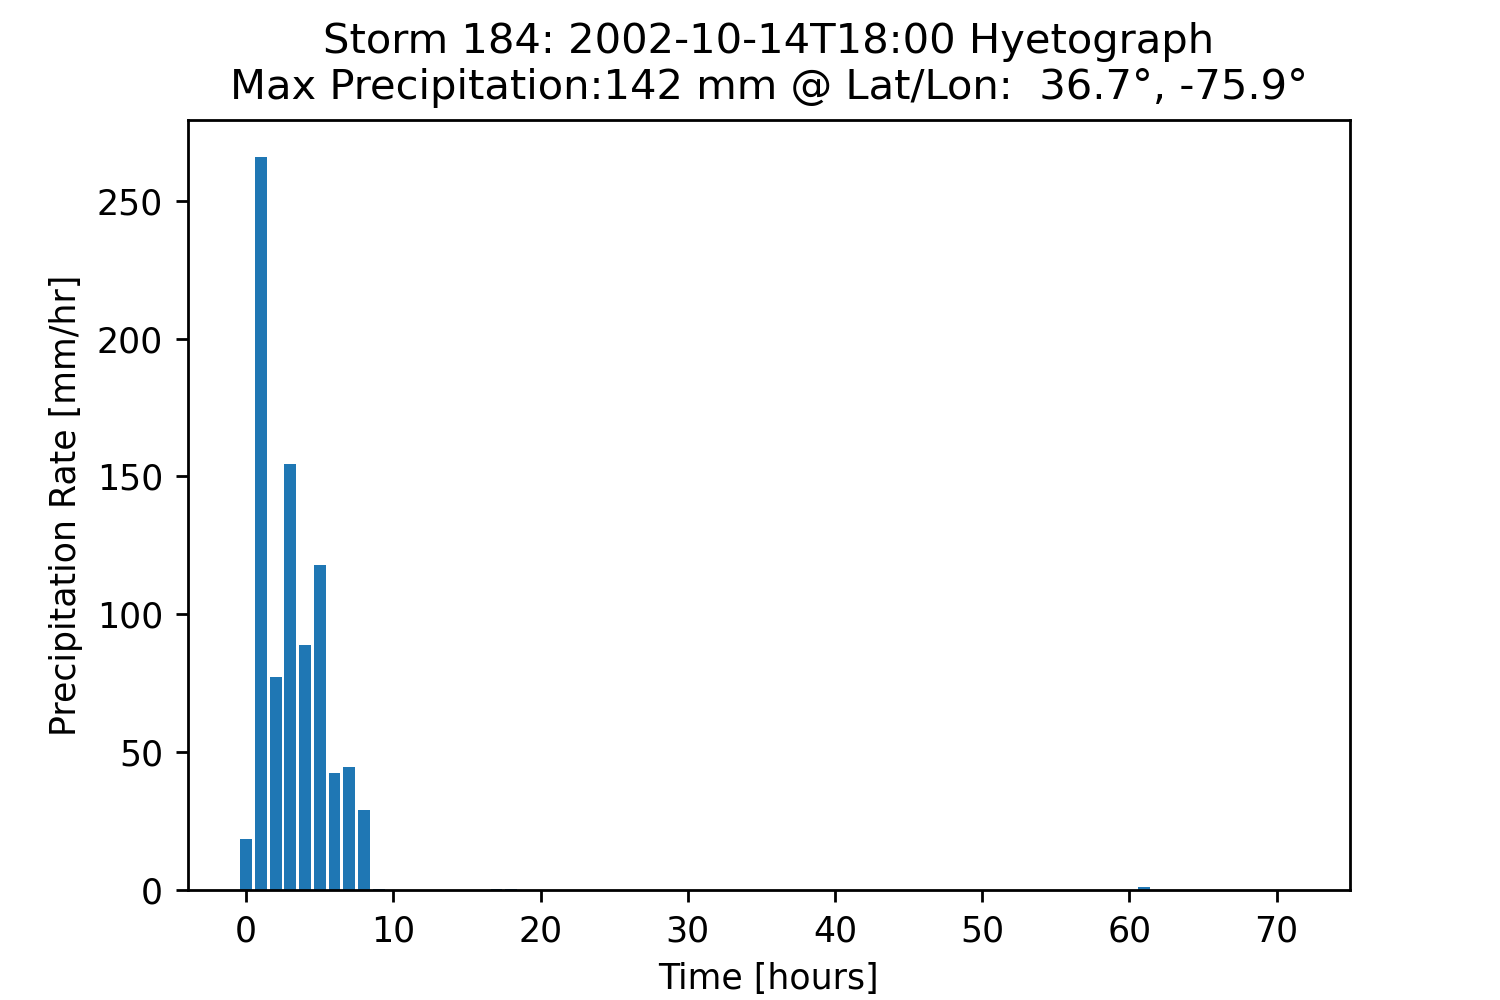 Storm 184: 2002-10-14T18:00 Hyetograph
Max Precipitation:142 mm @ Lat/Lon:  36.7°, -75.9°
Precipitation Rate [mm/hr]
250
200
150
100
50
0
0 10 20 30 40 50 60 70
Time [hours]